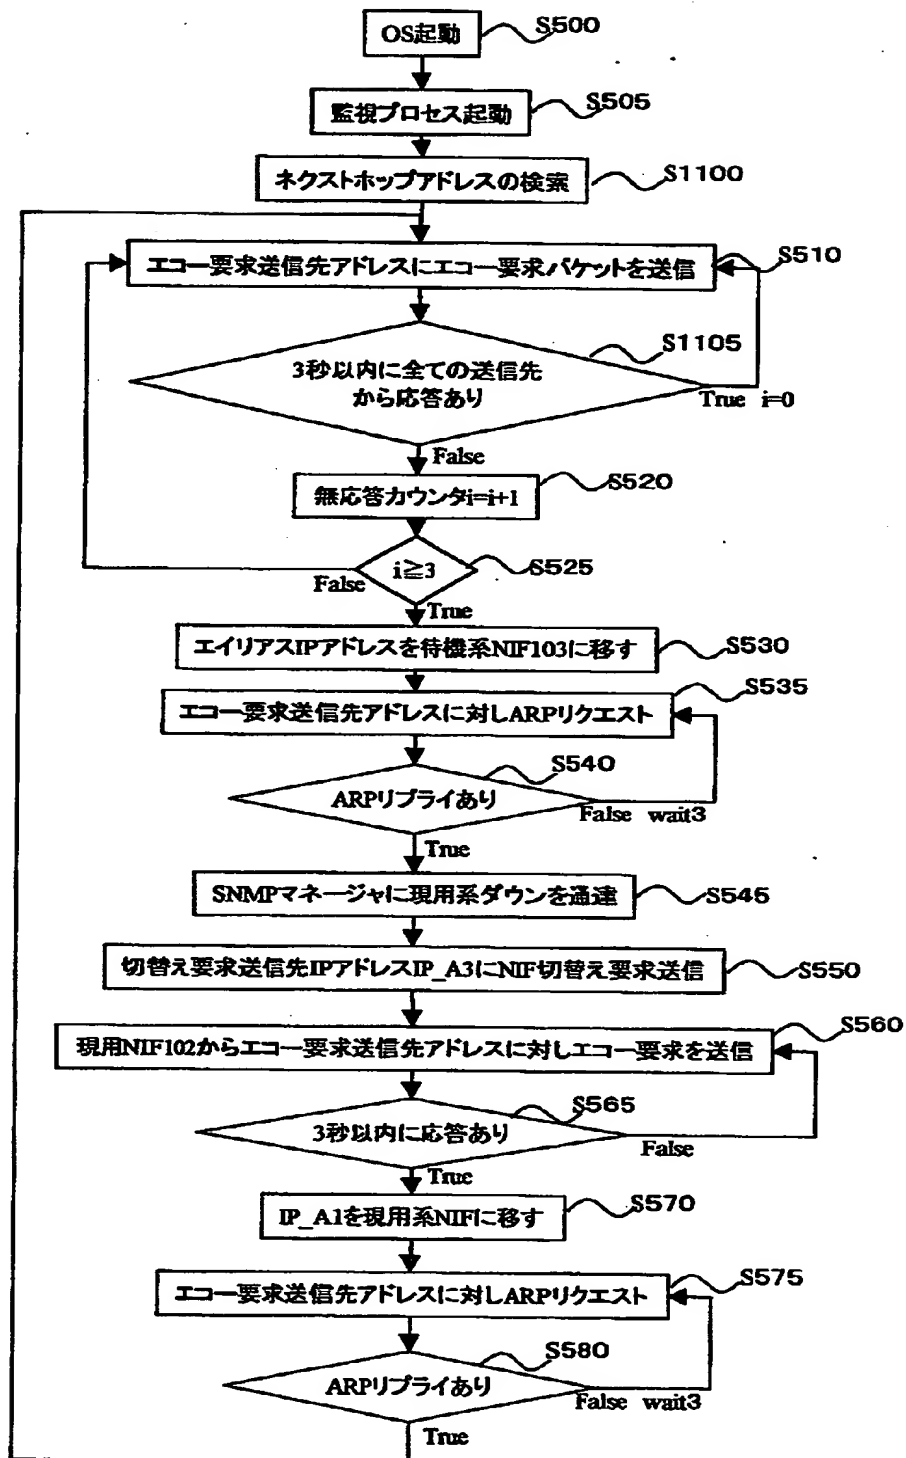 OS起動
S500
監視プロセス起動
S505
ネクストホップアドレスの検索
S1100
エコー要求送信先アドレスにエコー要求パケットを送信
S510
3秒以内に全ての送信先
から応答あり
S1105
True i=0
False
無応答カウンタi=i+1
S520
i≧3
S525
False
True
エイリアスIPアドレスを待機系NIF103に移す
S530
エコー要求送信先アドレスに対しARPリクエスト
S535
ARPリプライあり
S540
False wait3
True
SNMPマネージャに現用系ダウンを通達
S545
切替え要求送信先IPアドレスIP_A3にNIF切替え要求送信
S550
現用NIF102からエコー要求送信先アドレスに対しエコー要求を送信
S560
3秒以内に応答あり
S565
False
True
IP_A1を現用系NIFに移す
S570
エコー要求送信先アドレスに対しARPリクエスト
S575
ARPリプライあり
S580
False wait3
True